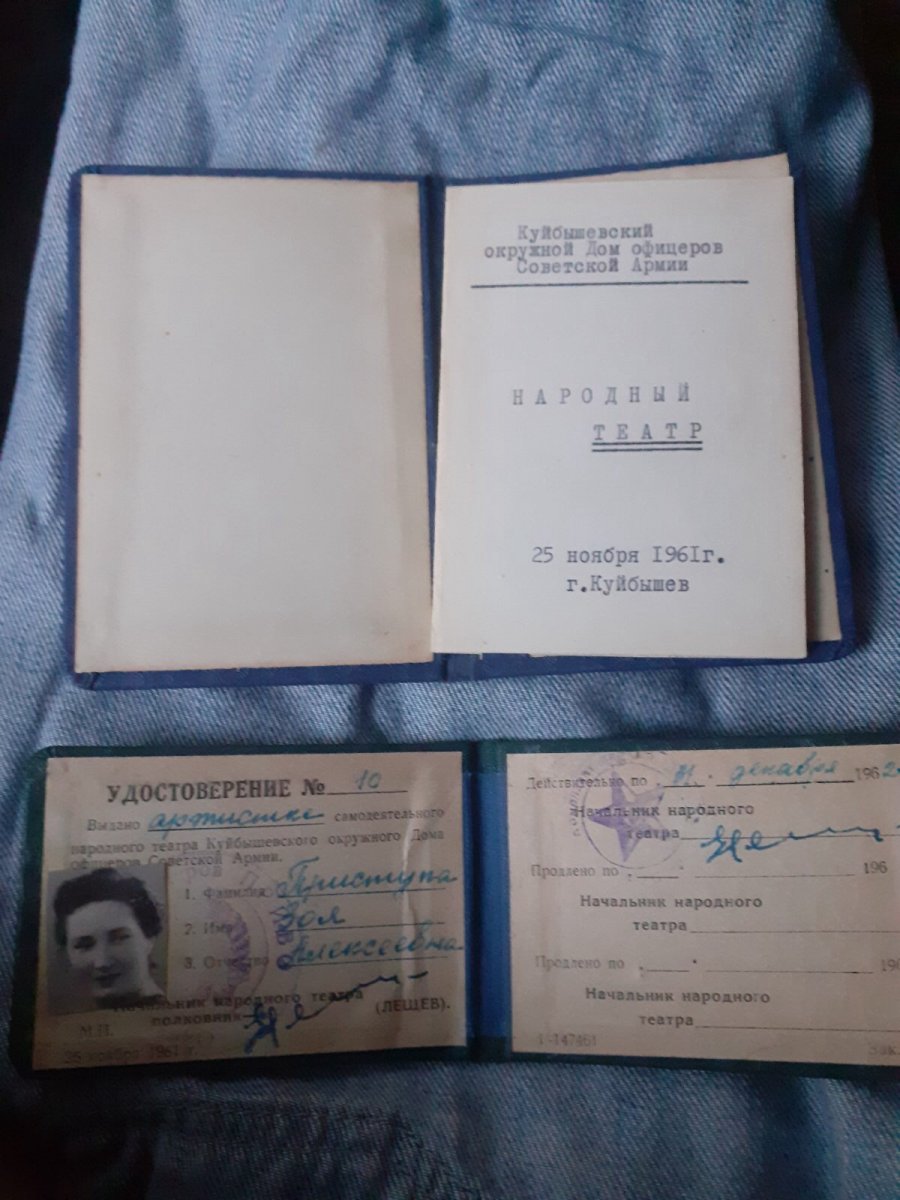 Куйбышевский
окружной Дом офицеров
Советской Армии
НАРОДНЫЙ
ТЕАТР
25 ноября 1961г.
г.Куйбышев
УДОСТОВЕРЕНИЕ № 10
Выдано артистке самодеятельного
народного театра Куйбышевского окружного Дома
офицеров Советской Армии.
1. Фамилия Приступа
2. Имя Зоя
3. Отчество Алексеевна
Начальник народного театра
полковник (ЛЕЩЕВ).
М.П.
25 ноября 1961 г.
Действительно по 31 декабря 1962
Начальник народного
театра
Продлено по 196
Начальник народного
театра
Продлено по 196
Начальник народного
театра
1-147461 Зак.